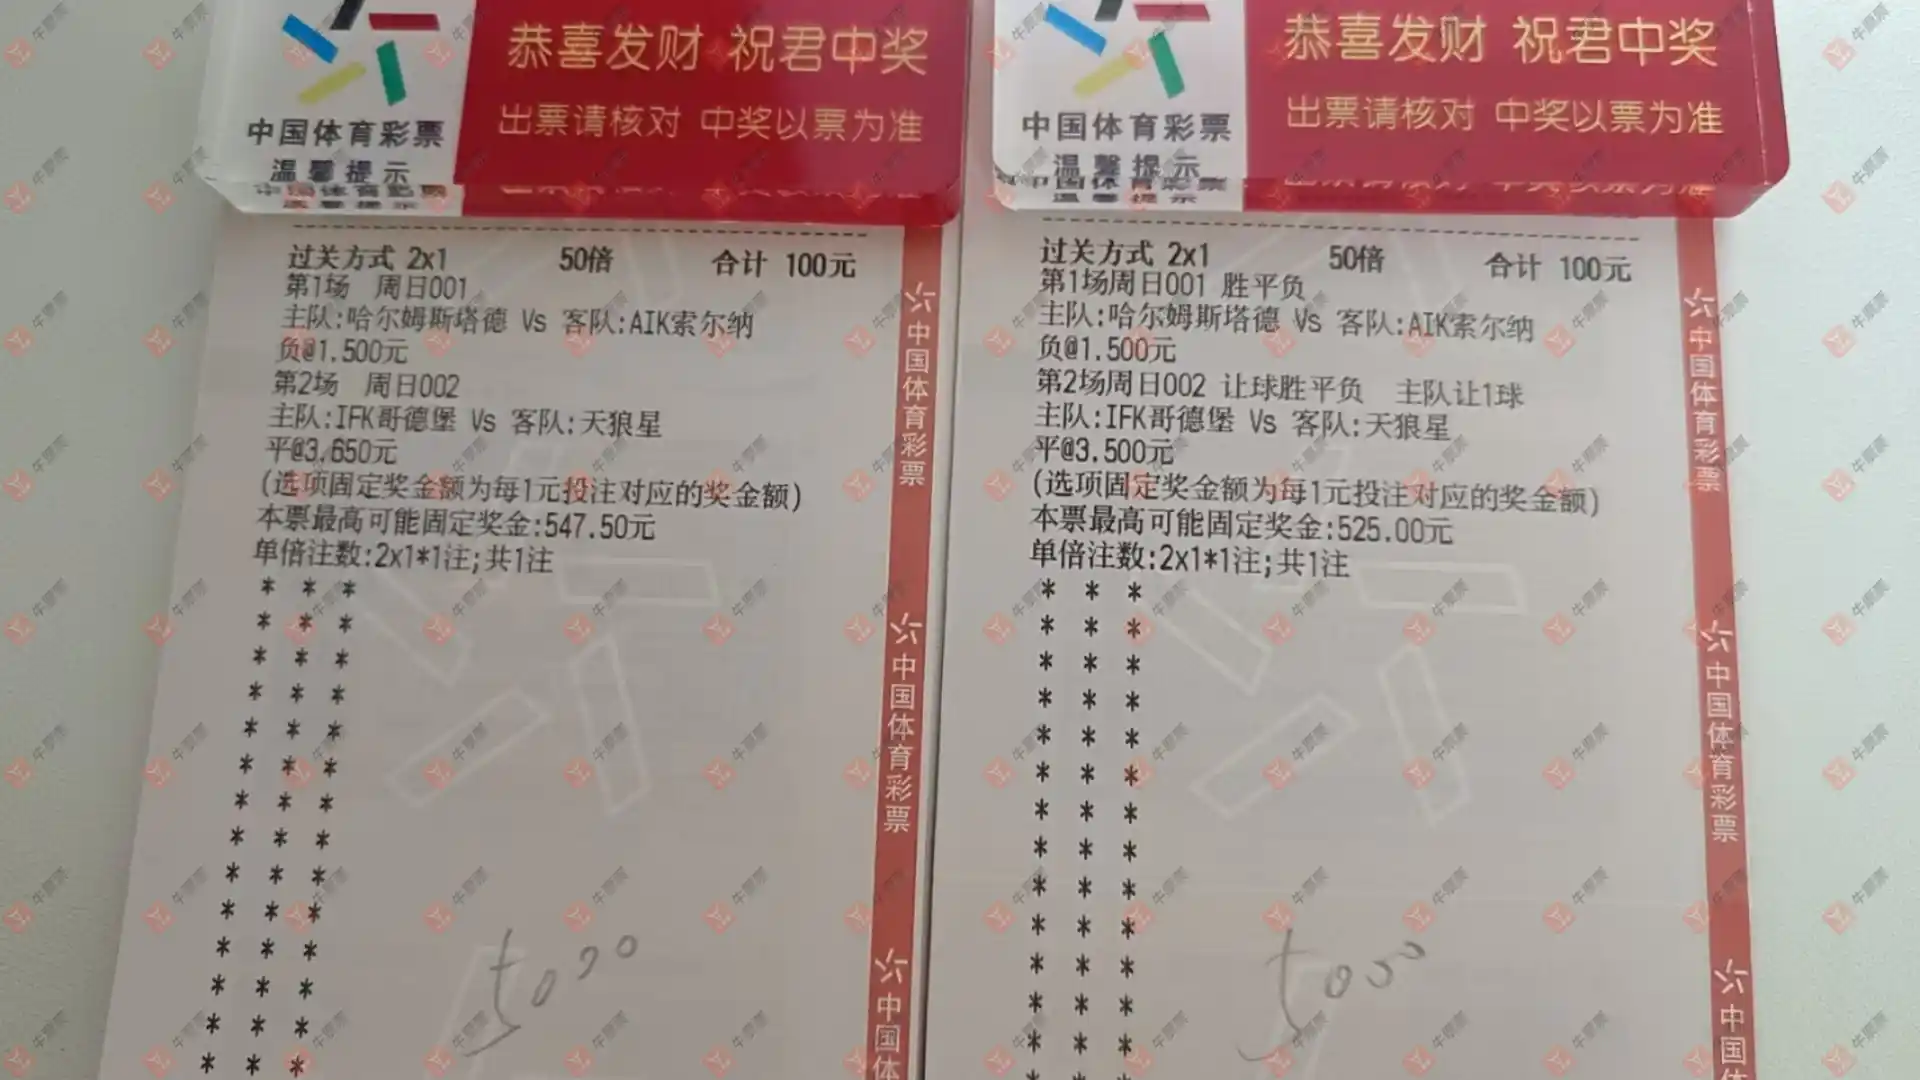 恭喜发财 祝君中奖
出票请核对 中奖以票为准
中国体育彩票
温馨提示
过关方式 2x1 50倍 合计 100元
第1场 周日001
主队:哈尔姆斯塔德 Vs 客队:AIK索尔纳
负@1.500元
第2场 周日002
主队:IFK哥德堡 Vs 客队:天狼星
平@3.650元
(选项固定奖金额为每1元投注对应的奖金额)
本票最高可能固定奖金:547.50元
单倍注数:2x1*1注;共1注
* * *
* * *
* * *
* * *
* * *
* * *
* * *
* * *
* * *
* * *
* * *
* * *
* * *
* * *
5000
中国体育彩票
中国体育彩票
中国体
恭喜发财 祝君中奖
出票请核对 中奖以票为准
中国体育彩票
温馨提示
过关方式 2x1 50倍 合计 100元
第1场周日001 胜平负
主队:哈尔姆斯塔德 Vs 客队:AIK索尔纳
负@1.500元
第2场周日002 让球胜平负 主队让1球
主队:IFK哥德堡 Vs 客队:天狼星
平@3.500元
(选项固定奖金额为每1元投注对应的奖金额)
本票最高可能固定奖金:525.00元
单倍注数:2x1*1注;共1注
* * *
* * *
* * *
* * *
* * *
* * *
* * *
* * *
* * *
* * *
* * *
* * *
* * *
* * *
5000
中国体育彩票
中国体育彩票
中国体